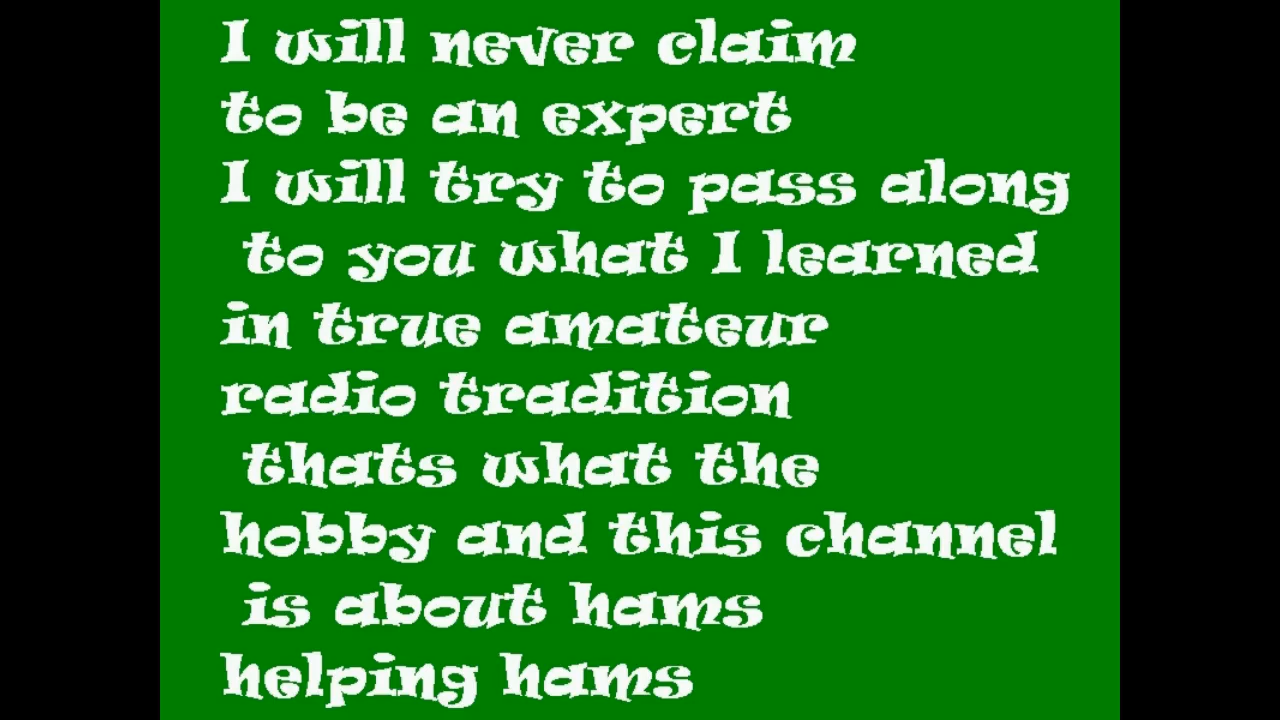 I will never claim
to be an expert
I will try to pass along
to you what I learned
in true amateur
radio tradition
thats what the
hobby and this channel
is about hams
helping hams